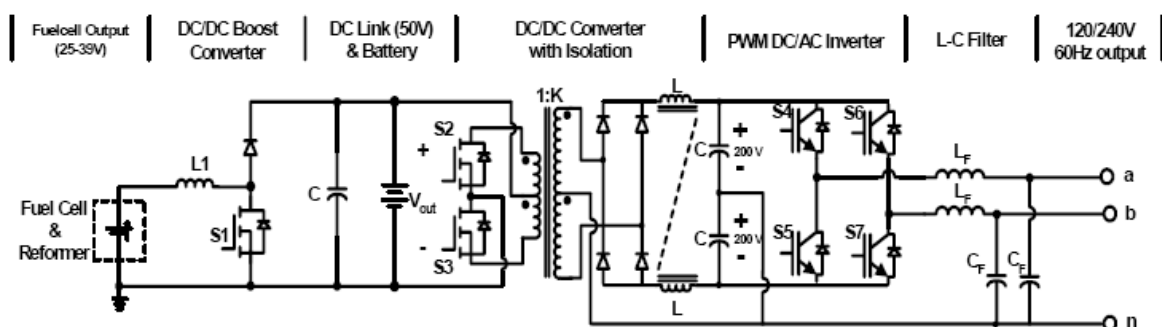 Fuelcell Output
(25-39V)
DC/DC Boost
Converter
DC Link (50V)
& Battery
DC/DC Converter
with Isolation
PWM DC/AC Inverter
L-C Filter
120/240V
60Hz output
1:K
L
S2
S4
S6
+
C
200 V
-
L1
+
C
Vout
LF
a
LF
b
Fuel Cell
&
Reformer
S1
S3
-
+
C
200 V
-
S5
S7
CF
CF
L
n